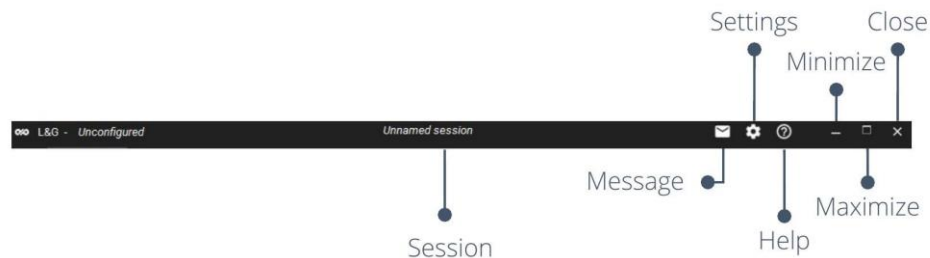 Settings
Close
Minimize
L&G - Unconfigured
Unnamed session
Message
Maximize
Help
Session